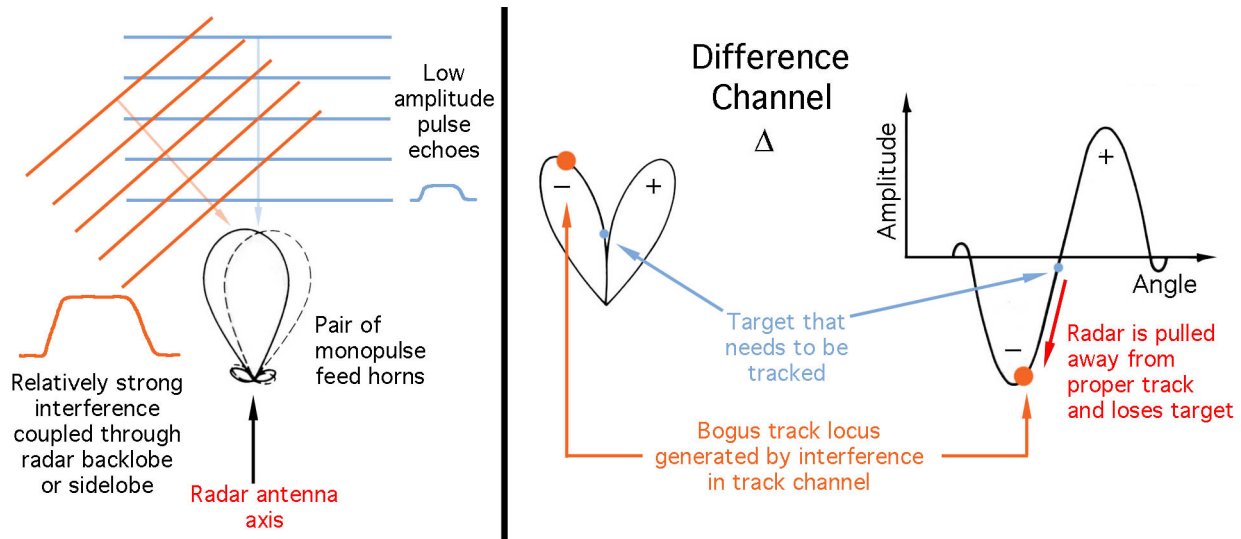 Low
amplitude
pulse
echoes
Pair of
monopulse
feed horns
Relatively strong
interference
coupled through
radar backlobe
or sidelobe
Radar antenna
axis
Difference
Channel
Δ
−
+
Target that
needs to be
tracked
Bogus track locus
generated by interference
in track channel
Amplitude
+
−
Angle
Radar is pulled
away from
proper track
and loses target